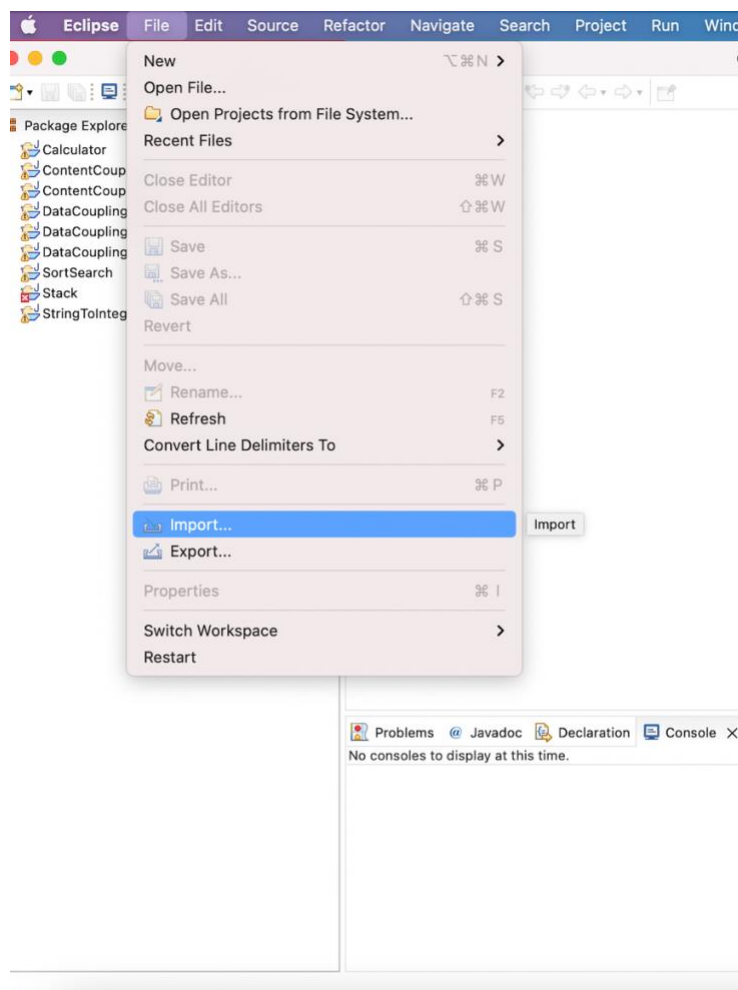 Eclipse File Edit Source Refactor Navigate Search Project Run Wind
New ⌥⌘N >
Open File...
Open Projects from File System...
Recent Files >
Close Editor ⌘W
Close All Editors ⇧⌘W
Save ⌘S
Save As...
Save All ⇧⌘S
Revert
Move...
Rename... F2
Refresh F5
Convert Line Delimiters To >
Print... ⌘P
Import...
Export...
Properties ⌘I
Switch Workspace >
Restart
Import
Package Explore
Calculator
ContentCoup
ContentCoup
DataCoupling
DataCoupling
DataCoupling
SortSearch
Stack
StringToInteg
Problems @ Javadoc Declaration Console
No consoles to display at this time.